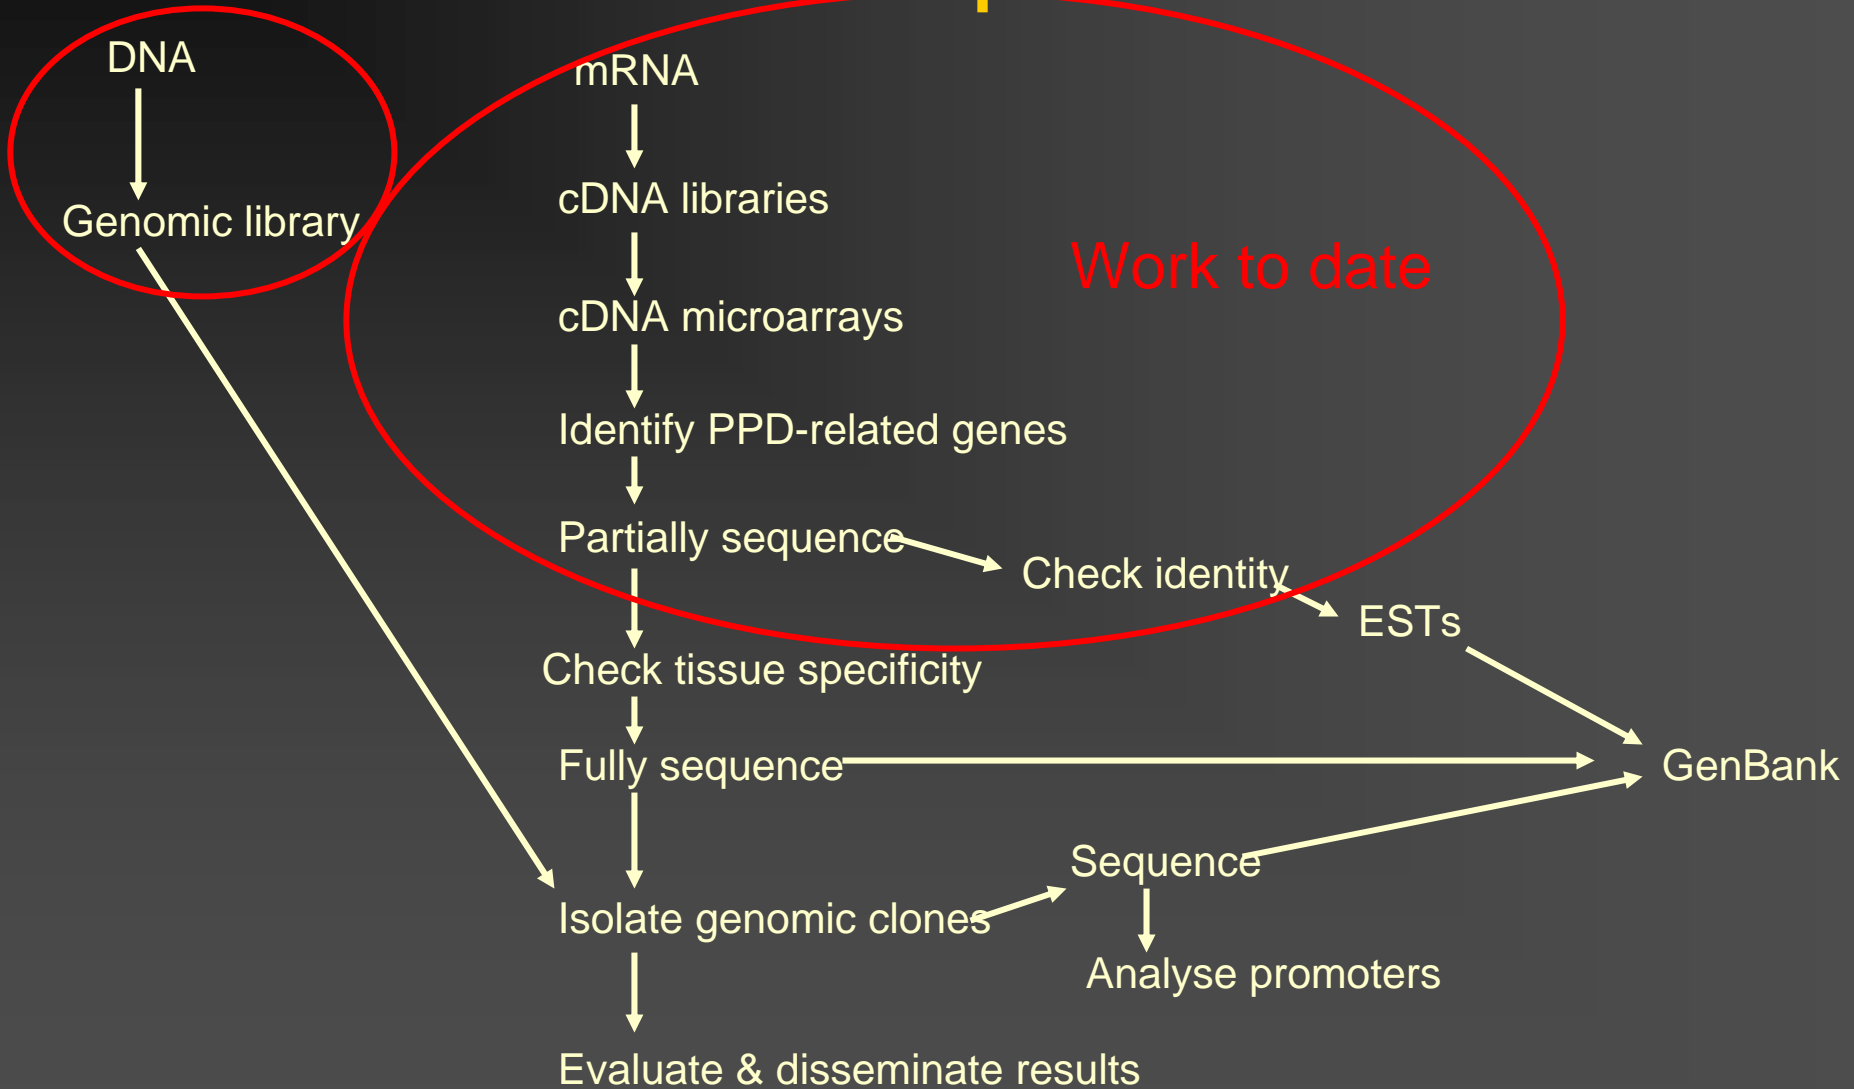 DNA
mRNA
Genomic library
cDNA libraries
Work to date
cDNA microarrays
Identify PPD-related genes
Partially sequence
Check identity
ESTs
Check tissue specificity
Fully sequence
GenBank
Sequence
Isolate genomic clones
Analyse promoters
Evaluate & disseminate results